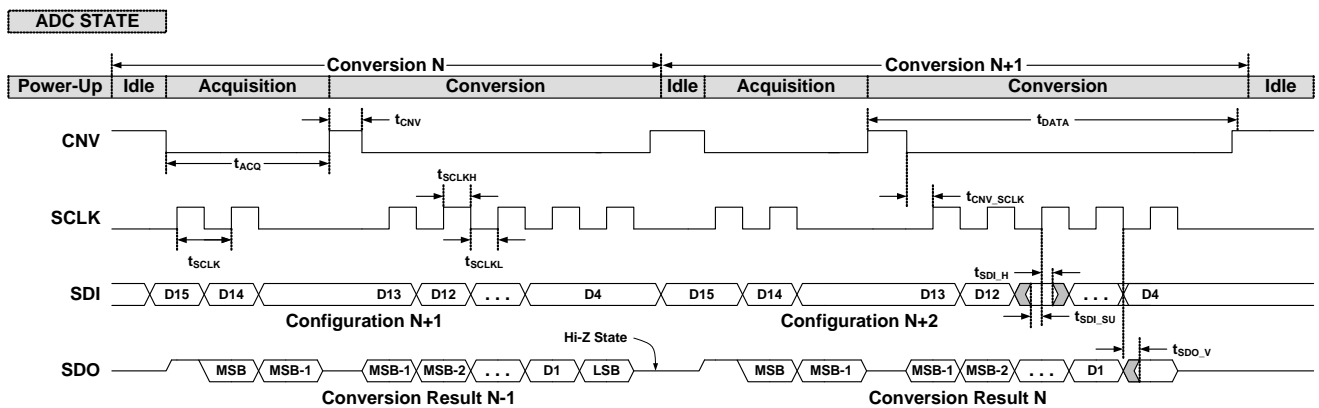 ADC STATE
Conversion N Conversion N+1
Power-Up Idle Acquisition Conversion Idle Acquisition Conversion Idle
CNV tCNV tDATA
tACQ
tSCLKH
SCLK tCNV_SCLK
tSCLK tSCLKL
tSDI_H
SDI D15 D14 D13 D12 ... D4 D15 D14 D13 D12 ... D4
Configuration N+1 Configuration N+2 tSDI_SU
Hi-Z State
tSDO_V
SDO MSB MSB-1 MSB-1 MSB-2 ... D1 LSB MSB MSB-1 MSB-1 MSB-2 ... D1
Conversion Result N-1 Conversion Result N